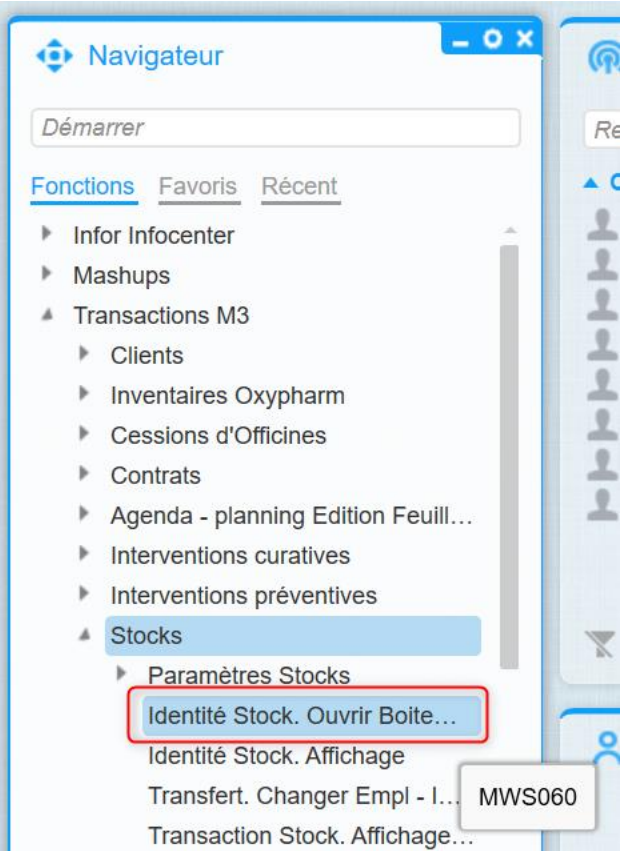 Navigateur
Démarrer
Re
Fonctions Favoris Récent
Infor Infocenter
Mashups
Transactions M3
Clients
Inventaires Oxypharm
Cessions d'Officines
Contrats
Agenda - planning Edition Feuill...
Interventions curatives
Interventions préventives
Stocks
Paramètres Stocks
Identité Stock. Ouvrir Boite...
Identité Stock. Affichage
Transfert. Changer Empl - I...
MWS060
Transaction Stock. Affichage...